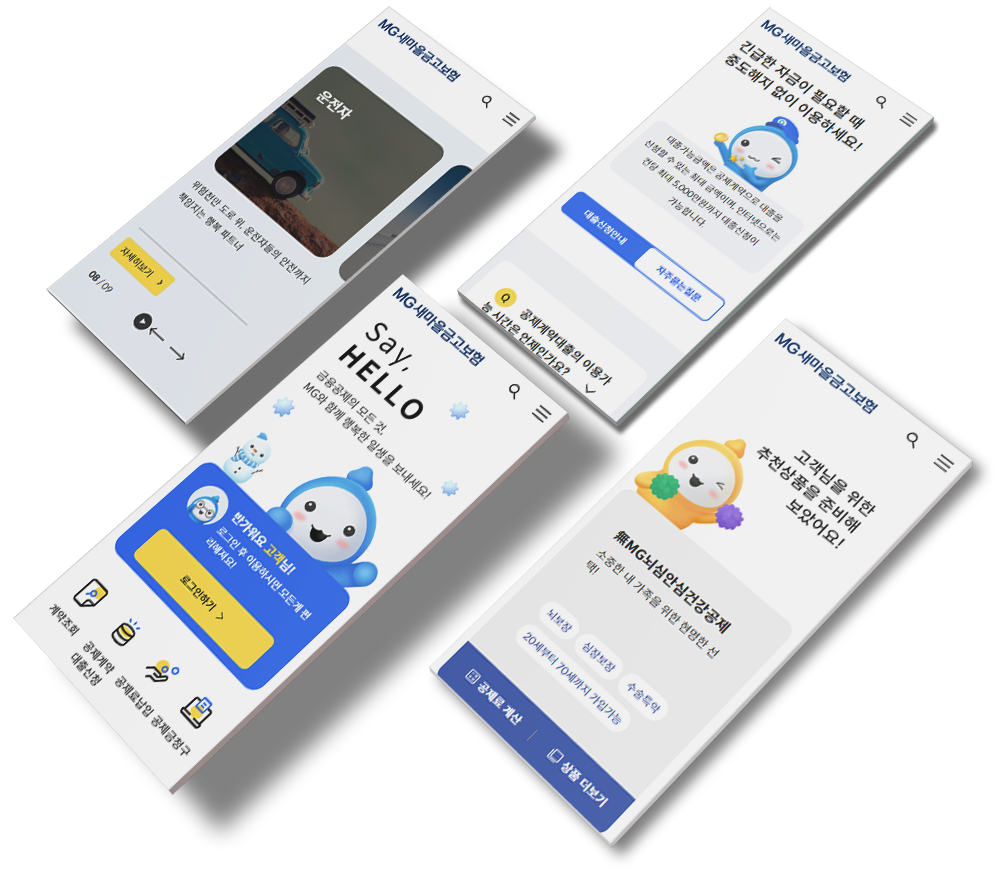 MG새마을금고보험
운전자
위험천만 도로 위, 운전자들의 안전까지
책임지는 행복 파트너
자세히보기 >
08 / 09
MG새마을금고보험
긴급한 자금이 필요할 때
중도해지 없이 이용하세요!
대출가능금액은 공제계약으로 대출을
신청할 수 있는 최대 금액이며, 인터넷으로는
건당 최대 5,000만원까지 대출신청이
가능합니다.
대출신청안내
자주묻는질문
Q 공제계약대출의 이용가
능 시간은 언제인가요?
MG새마을금고보험
Say,
HELLO
금융공제의 모든 것,
MG와 함께 행복한 일생을 보내세요!
반가워요 고객님!
로그인 후 이용하시면 모든게 편
리해져요!
로그인하기 >
계약조회
공제계약
대출신청
공제료납입
공제금청구
MG새마을금고보험
고객님을 위한
추천상품을 준비해
보았어요!
無MG뇌심안심건강공제
소중한 내 가족을 위한 현명한 선
택!
뇌보장
심장보장
수술특약
20세부터 70세까지 가입가능
공제료 계산
상품 더보기